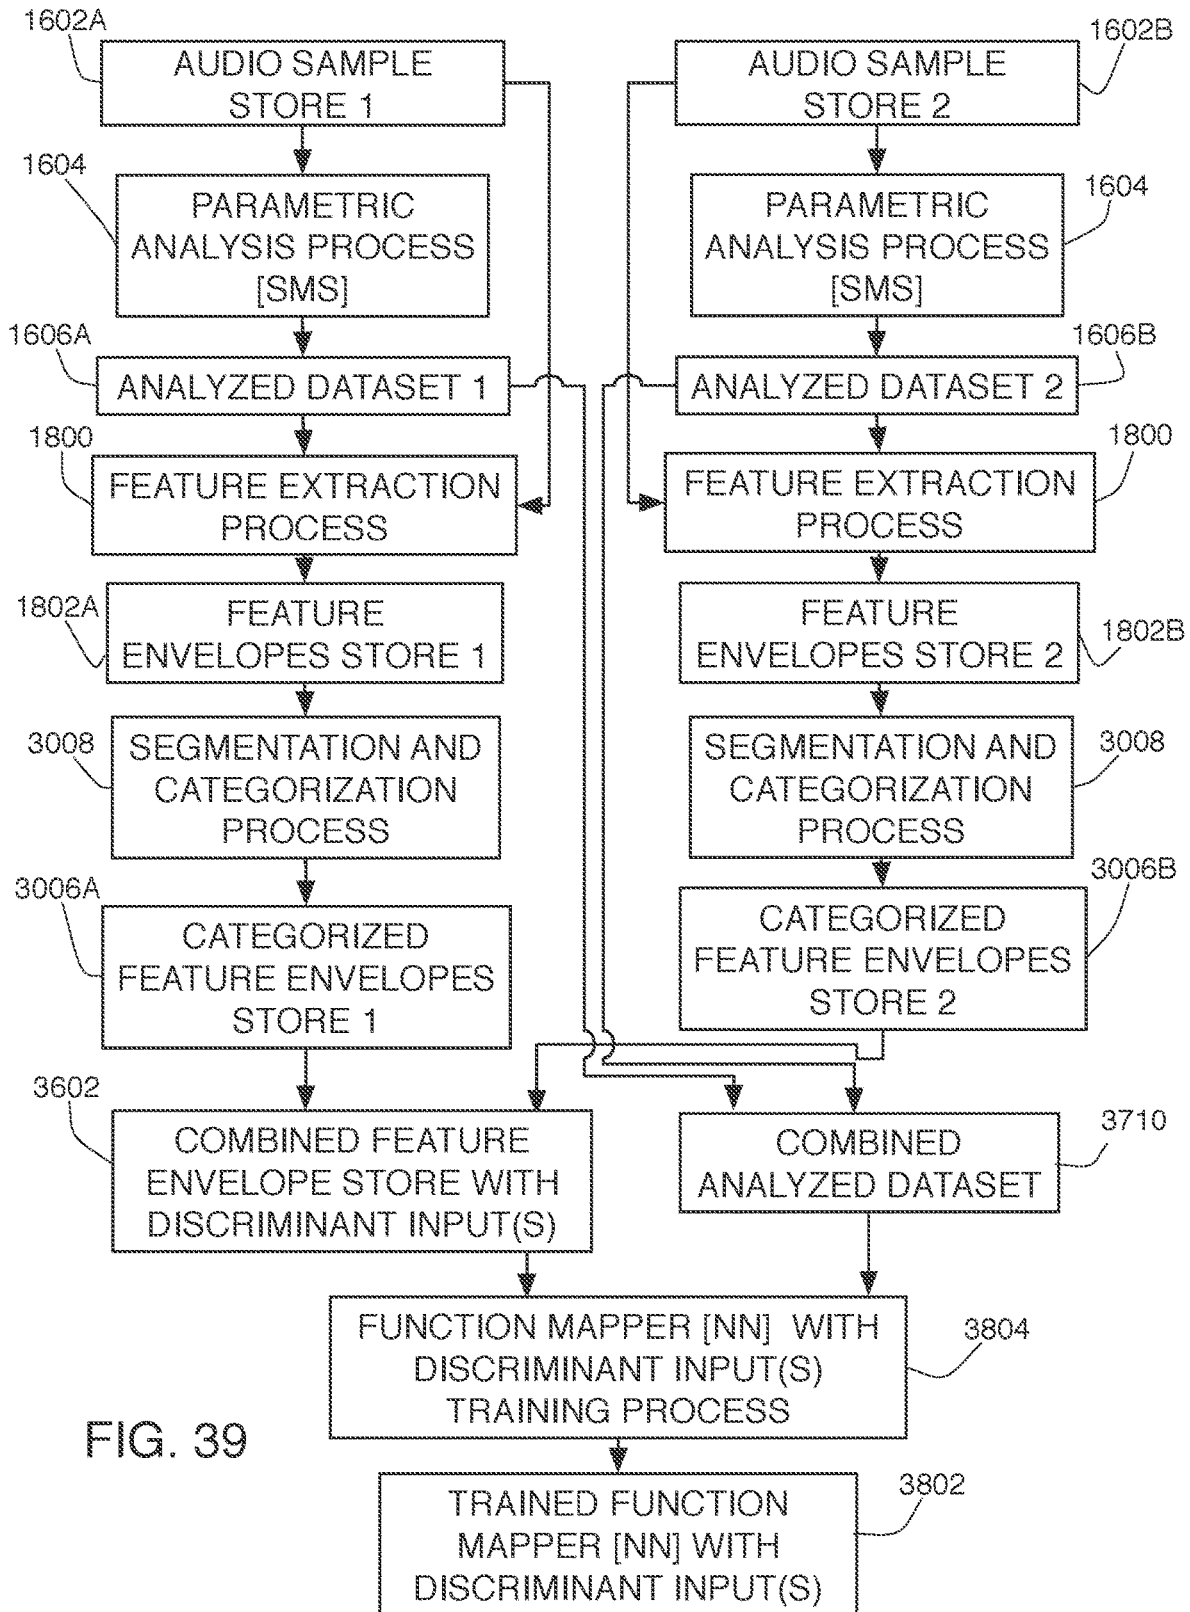 1602A
AUDIO SAMPLE
STORE 1
1604
PARAMETRIC
ANALYSIS PROCESS
[SMS]
1606A
ANALYZED DATASET 1
1800
FEATURE EXTRACTION
PROCESS
1802A
FEATURE
ENVELOPES STORE 1
3008
SEGMENTATION AND
CATEGORIZATION
PROCESS
3006A
CATEGORIZED
FEATURE ENVELOPES
STORE 1
1602B
AUDIO SAMPLE
STORE 2
1604
PARAMETRIC
ANALYSIS PROCESS
[SMS]
1606B
ANALYZED DATASET 2
1800
FEATURE EXTRACTION
PROCESS
1802B
FEATURE
ENVELOPES STORE 2
3008
SEGMENTATION AND
CATEGORIZATION
PROCESS
3006B
CATEGORIZED
FEATURE ENVELOPES
STORE 2
3602
COMBINED FEATURE
ENVELOPE STORE WITH
DISCRIMINANT INPUT(S)
3710
COMBINED
ANALYZED DATASET
3804
FUNCTION MAPPER [NN] WITH
DISCRIMINANT INPUT(S)
TRAINING PROCESS
FIG. 39
3802
TRAINED FUNCTION
MAPPER [NN] WITH
DISCRIMINANT INPUT(S)